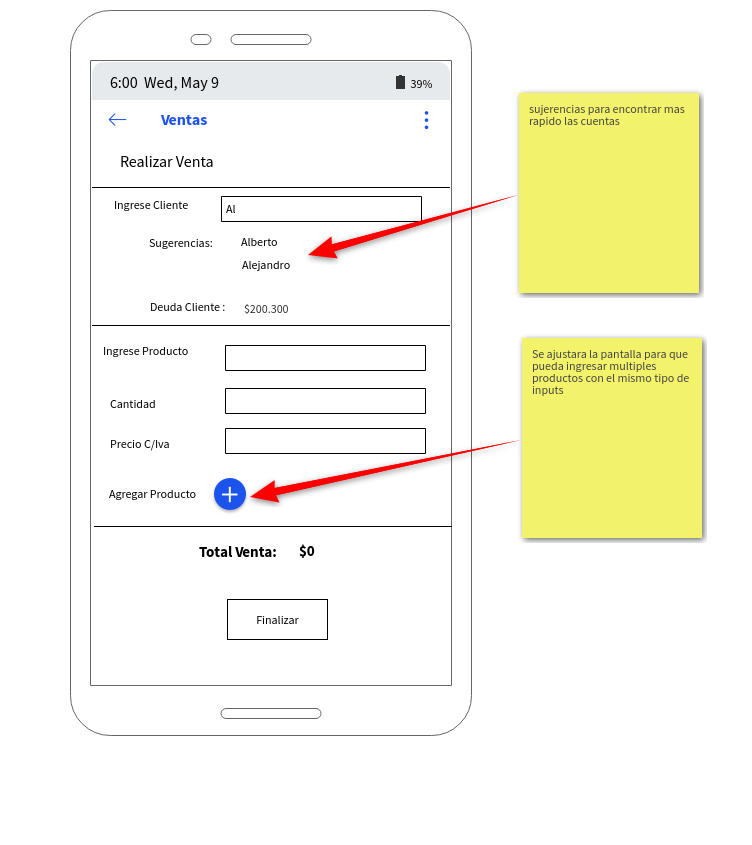 6:00 Wed, May 9
39%
Ventas
Realizar Venta
Ingrese Cliente
Al
Sugerencias:
Alberto
Alejandro
Deuda Cliente :
$200.300
Ingrese Producto
Cantidad
Precio C/Iva
Agregar Producto
Total Venta:
$0
Finalizar
sujerencias para encontrar mas
rapido las cuentas
Se ajustara la pantalla para que
pueda ingresar multiples
productos con el mismo tipo de
inputs